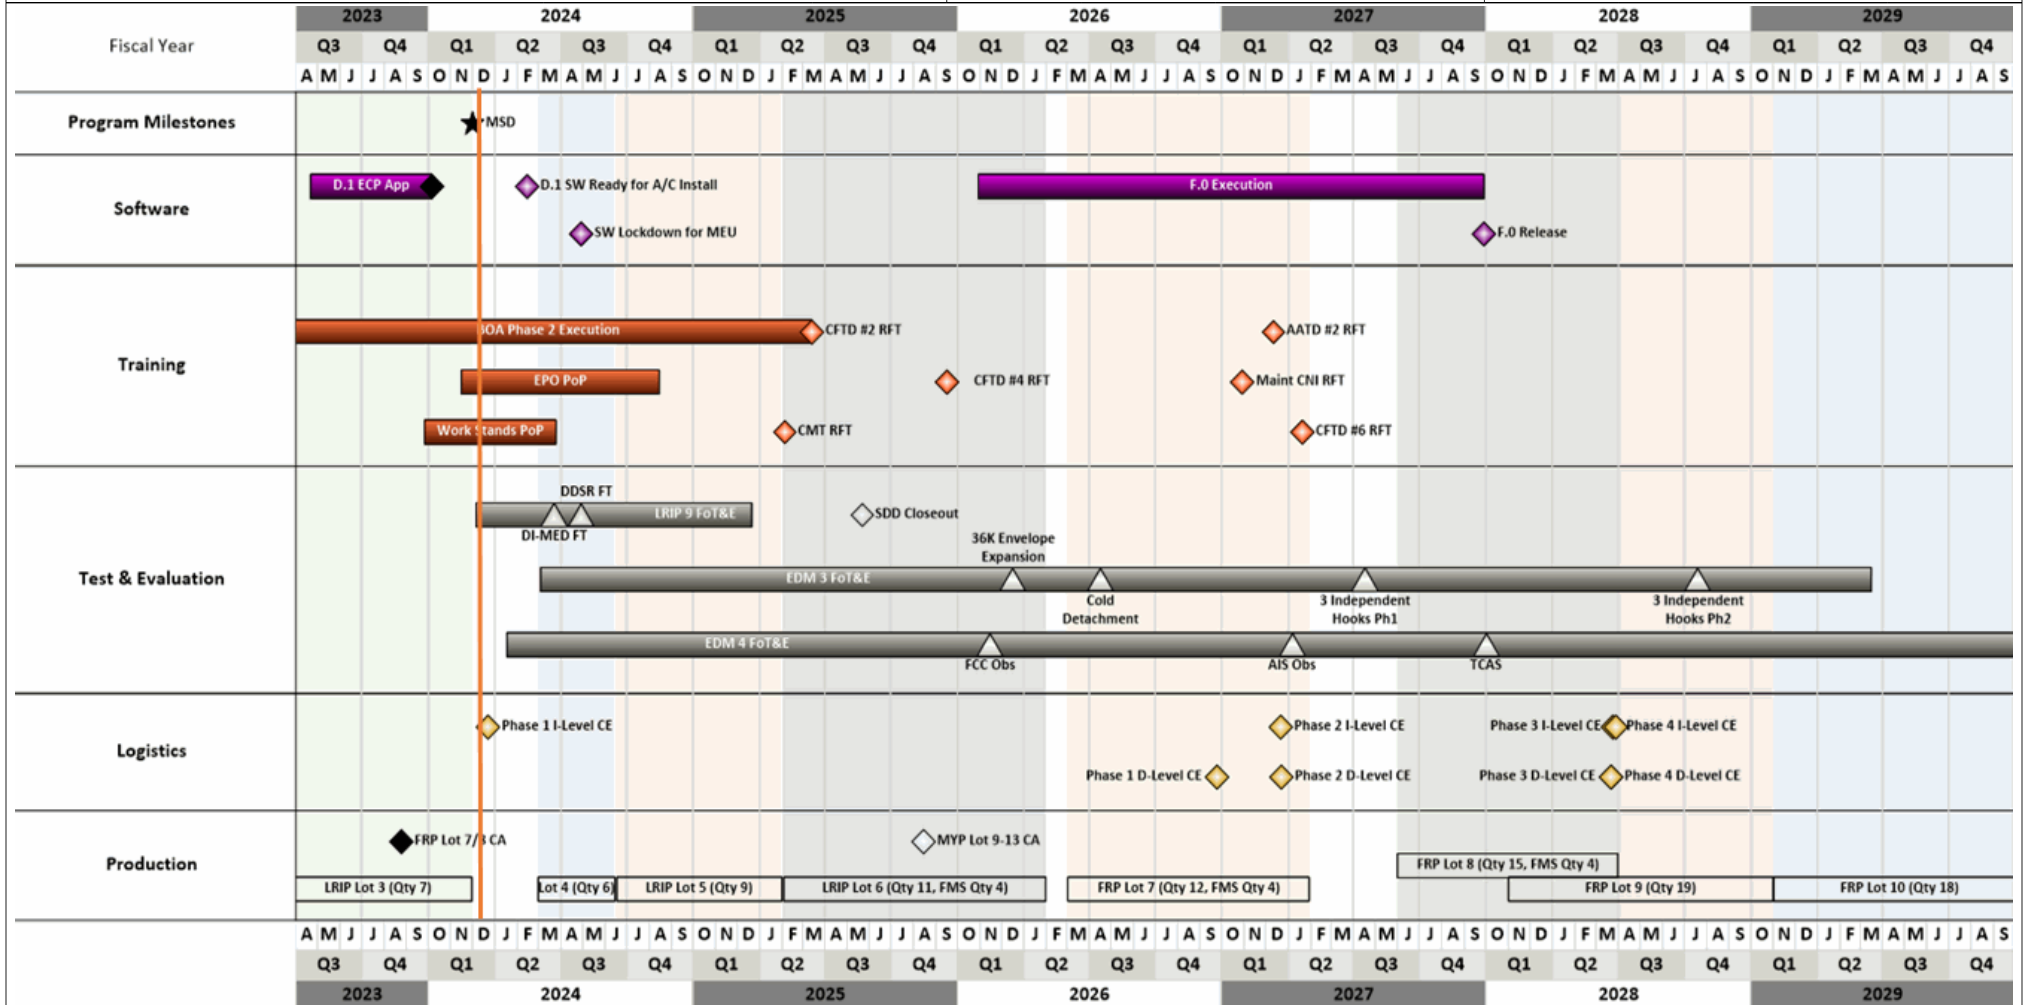 2023 2024 2025 2026 2027 2028 2029
Fiscal Year
Q3 Q4 Q1 Q2 Q3 Q4 Q1 Q2 Q3 Q4 Q1 Q2 Q3 Q4 Q1 Q2 Q3 Q4 Q1 Q2 Q3 Q4 Q1 Q2 Q3 Q4
A M J J A S O N D J F M A M J J A S O N D J F M A M J J A S O N D J F M A M J J A S O N D J F M A M J J A S O N D J F M A M J J A S O N D J F M A M J J A S
Program Milestones
MSD
Software
D.1 ECP App
D.1 SW Ready for A/C Install
F.0 Execution
SW Lockdown for MEU
F.0 Release
Training
BOA Phase 2 Execution
CFTD #2 RFT
AATD #2 RFT
EPO PoP
CFTD #4 RFT
Maint CNI RFT
Work Stands PoP
CMT RFT
CFTD #6 RFT
Test & Evaluation
DDSR FT
LRIP 9 FoT&E
SDD Closeout
DI-MED FT
36K Envelope
Expansion
EDM 3 FoT&E
Cold
Detachment
3 Independent
Hooks Ph1
3 Independent
Hooks Ph2
EDM 4 FoT&E
FCC Obs
AIS Obs
TCAS
Logistics
Phase 1 I-Level CE
Phase 2 I-Level CE
Phase 3 I-Level CE
Phase 4 I-Level CE
Phase 1 D-Level CE
Phase 2 D-Level CE
Phase 3 D-Level CE
Phase 4 D-Level CE
Production
FRP Lot 7/8 CA
MYP Lot 9-13 CA
FRP Lot 8 (Qty 15, FMS Qty 4)
LRIP Lot 3 (Qty 7)
Lot 4 (Qty 6)
LRIP Lot 5 (Qty 9)
LRIP Lot 6 (Qty 11, FMS Qty 4)
FRP Lot 7 (Qty 12, FMS Qty 4)
FRP Lot 9 (Qty 19)
FRP Lot 10 (Qty 18)
A M J J A S O N D J F M A M J J A S O N D J F M A M J J A S O N D J F M A M J J A S O N D J F M A M J J A S O N D J F M A M J J A S O N D J F M A M J J A S
Q3 Q4 Q1 Q2 Q3 Q4 Q1 Q2 Q3 Q4 Q1 Q2 Q3 Q4 Q1 Q2 Q3 Q4 Q1 Q2 Q3 Q4 Q1 Q2 Q3 Q4
2023 2024 2025 2026 2027 2028 2029